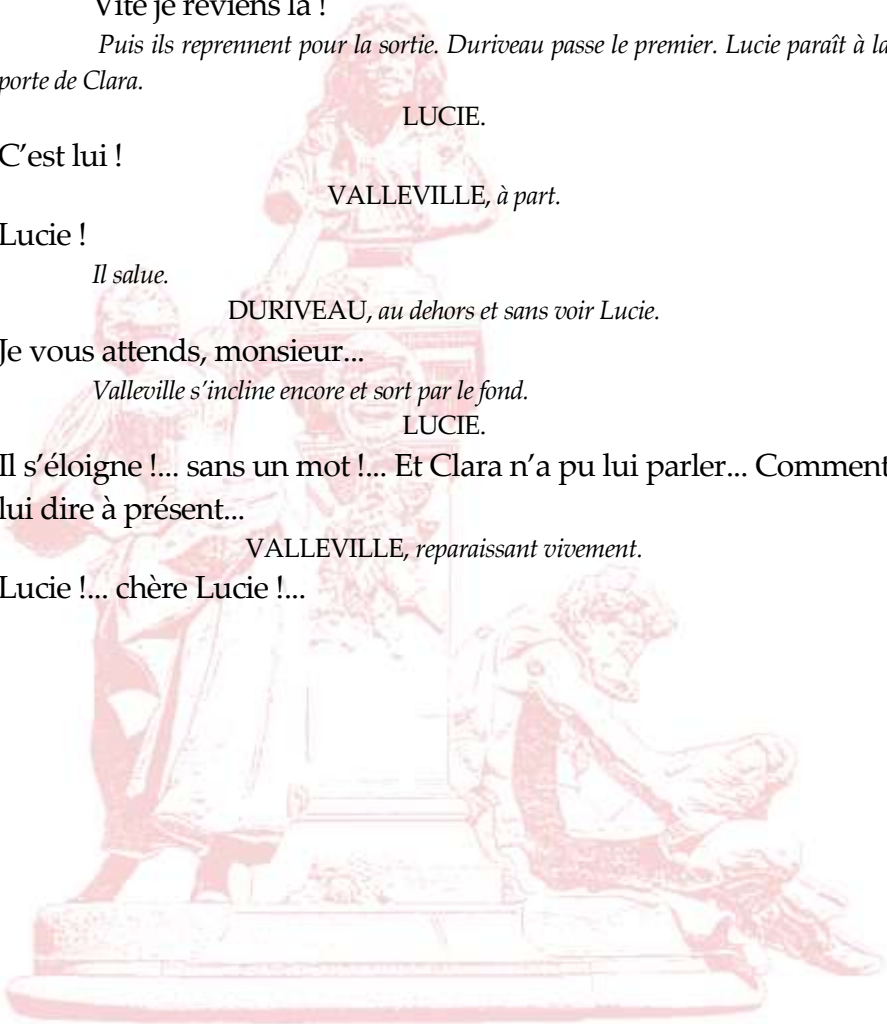 Vite je reviens là !
Puis ils reprennent pour la sortie. Duriveau passe le premier. Lucie paraît à la
porte de Clara.
LUCIE.
C’est lui !
VALLEVILLE, à part.
Lucie !
Il salue.
DURIVEAU, au dehors et sans voir Lucie.
Je vous attends, monsieur...
Valleville s’incline encore et sort par le fond.
LUCIE.
Il s’éloigne !... sans un mot !... Et Clara n’a pu lui parler... Comment
lui dire à présent...
VALLEVILLE, reparaissant vivement.
Lucie !... chère Lucie !...